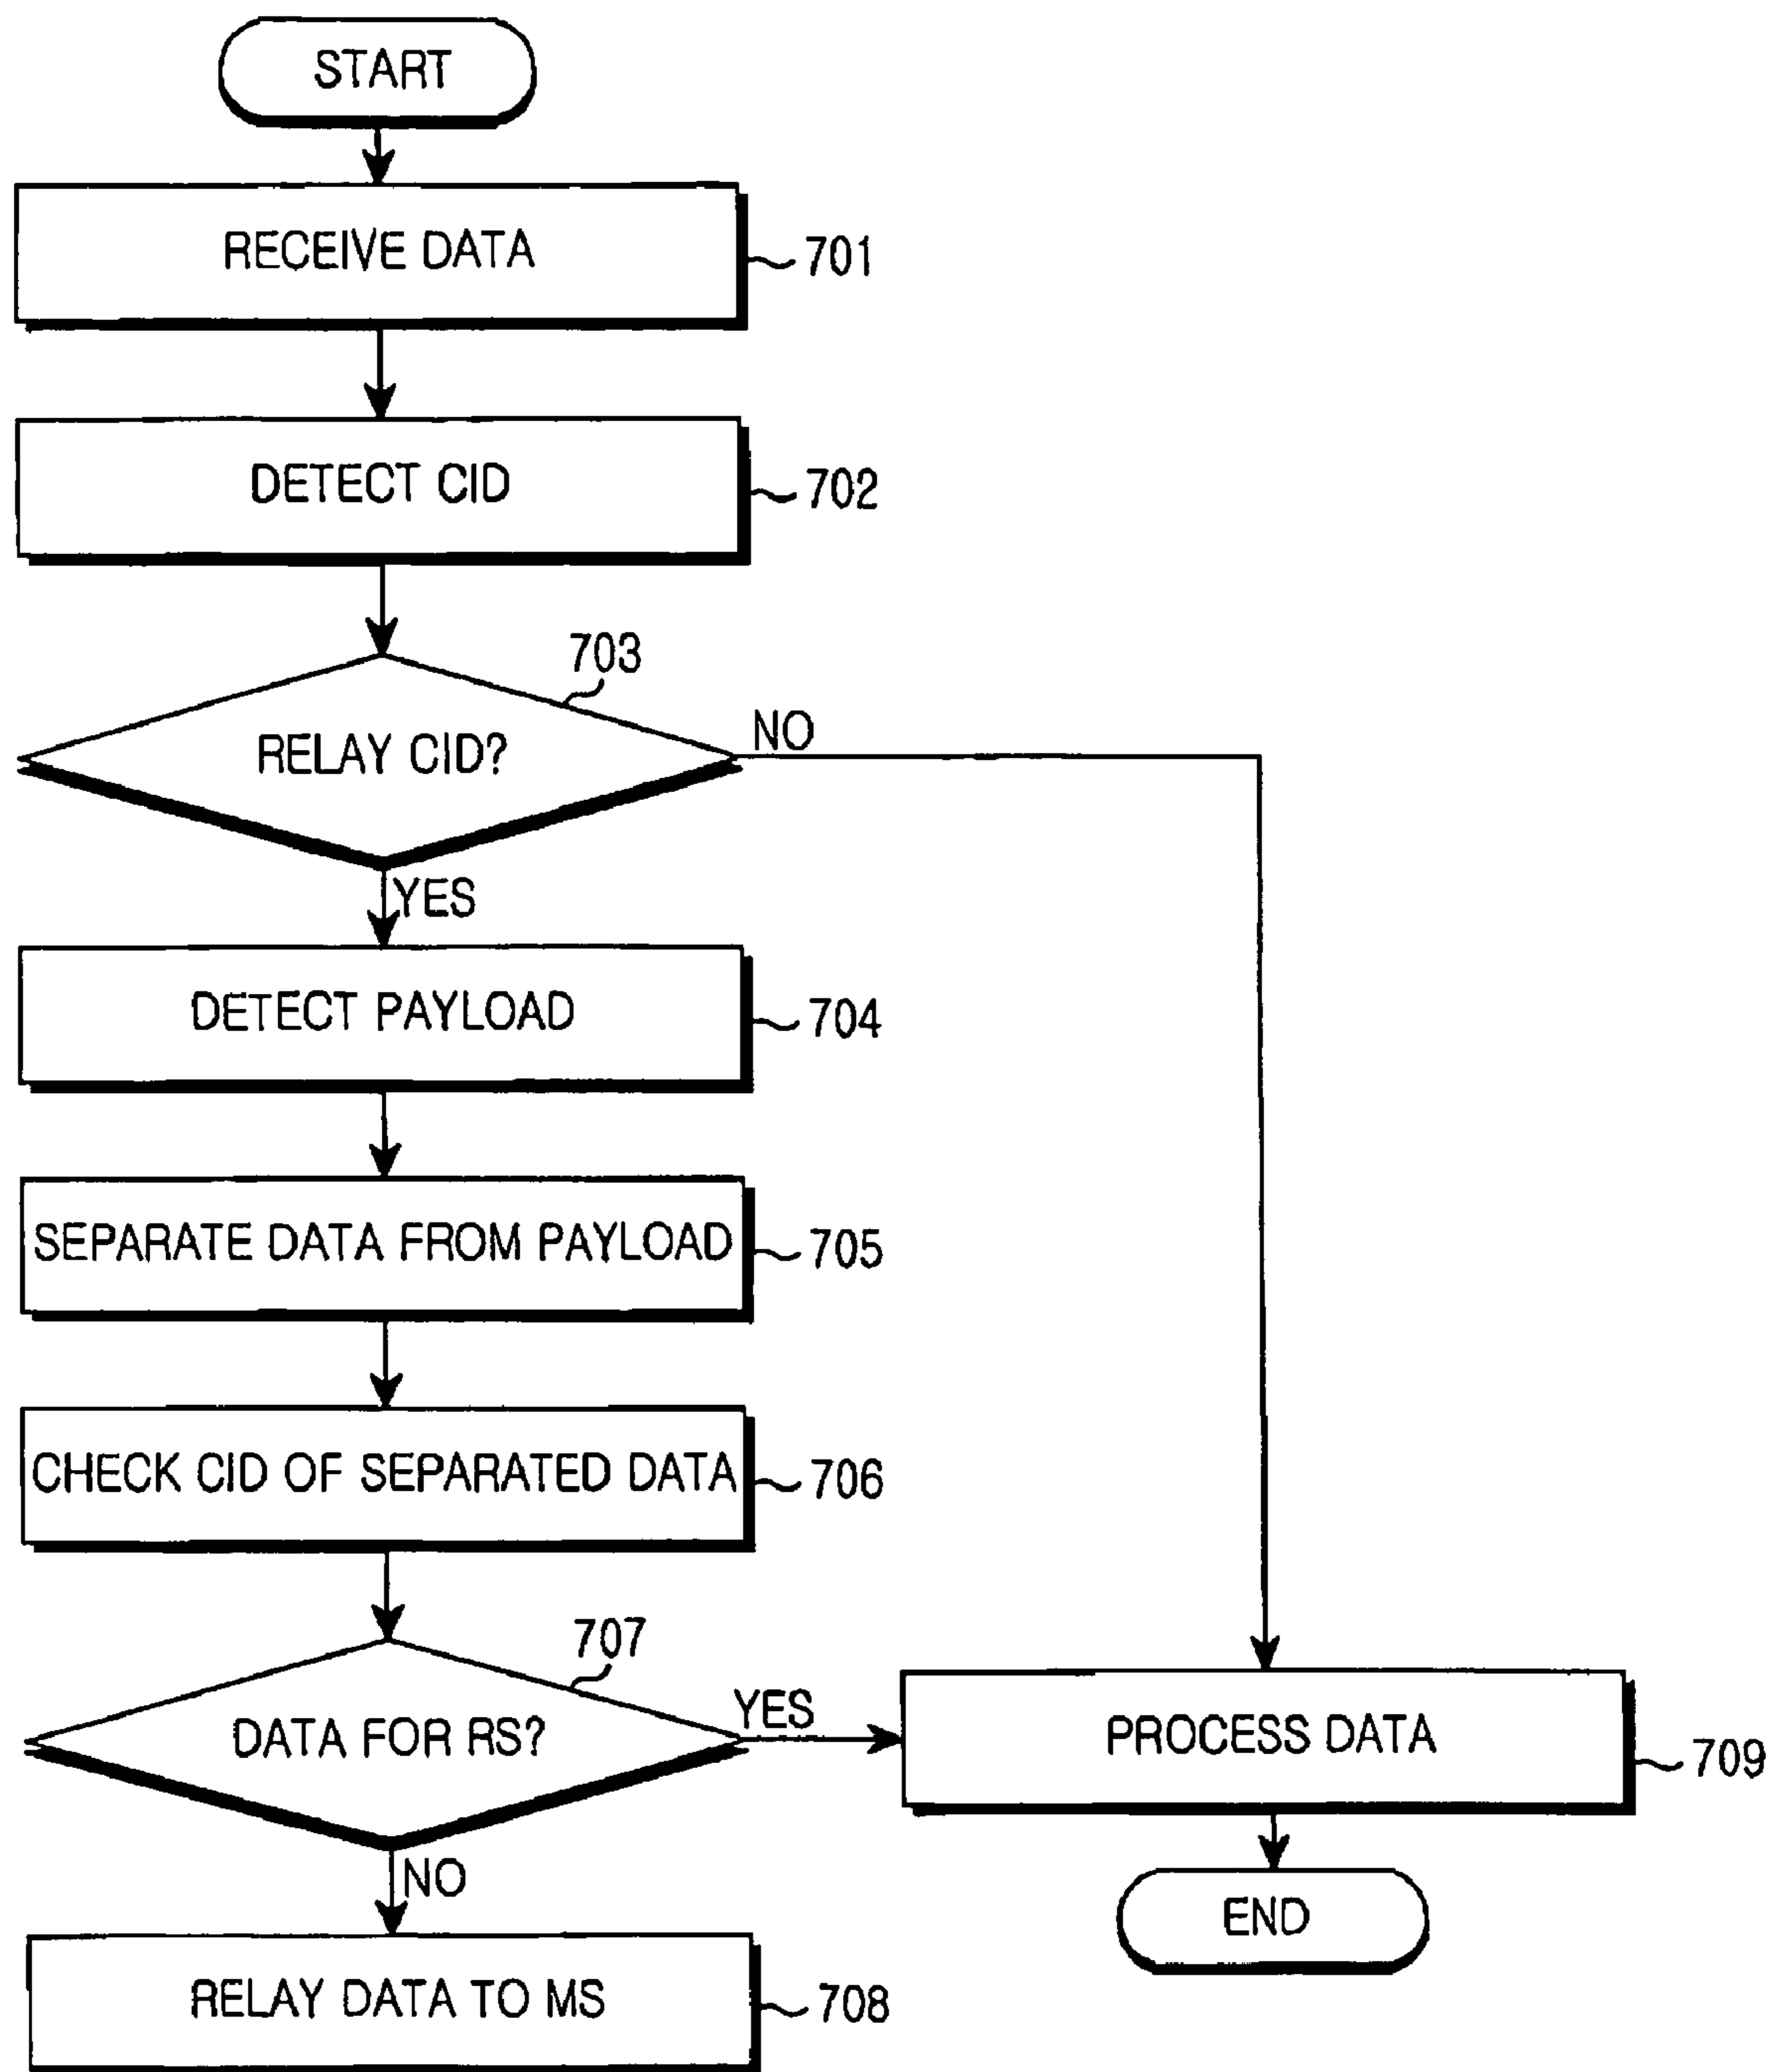 START
RECEIVE DATA
701
DETECT CID
702
703
RELAY CID?
NO
YES
DETECT PAYLOAD
704
SEPARATE DATA FROM PAYLOAD
705
CHECK CID OF SEPARATED DATA
706
707
DATA FOR RS?
YES
PROCESS DATA
709
NO
END
RELAY DATA TO MS
708